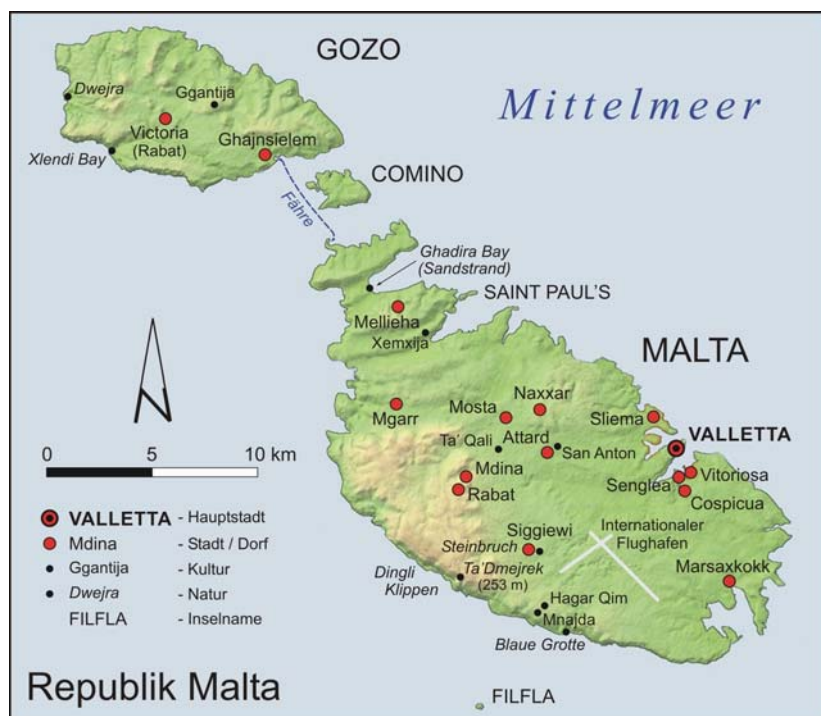 GOZO
Mittelmeer
Dwejra
Ggantija
Victoria
(Rabat)
Ghajnsielem
Xlendi Bay
COMINO
Fähre
Ghadira Bay
(Sandstrand)
SAINT PAUL'S
Mellieha
Xemxija
MALTA
Mgarr
Mosta
Naxxar
Sliema
Ta' Qali
Attard
San Anton
VALLETTA
Mdina
Rabat
Senglea
Vitoriosa
Cospicua
Siggiewi
Steinbruch
Internationaler
Flughafen
Dingli
Klippen
Ta'Dmejrek
(253 m)
Marsaxkokk
Hagar Qim
Mnajda
Blaue Grotte
FILFLA
N
0 5 10 km
VALLETTA - Hauptstadt
Mdina - Stadt / Dorf
Ggantija - Kultur
Dwejra - Natur
FILFLA - Inselname
Republik Malta